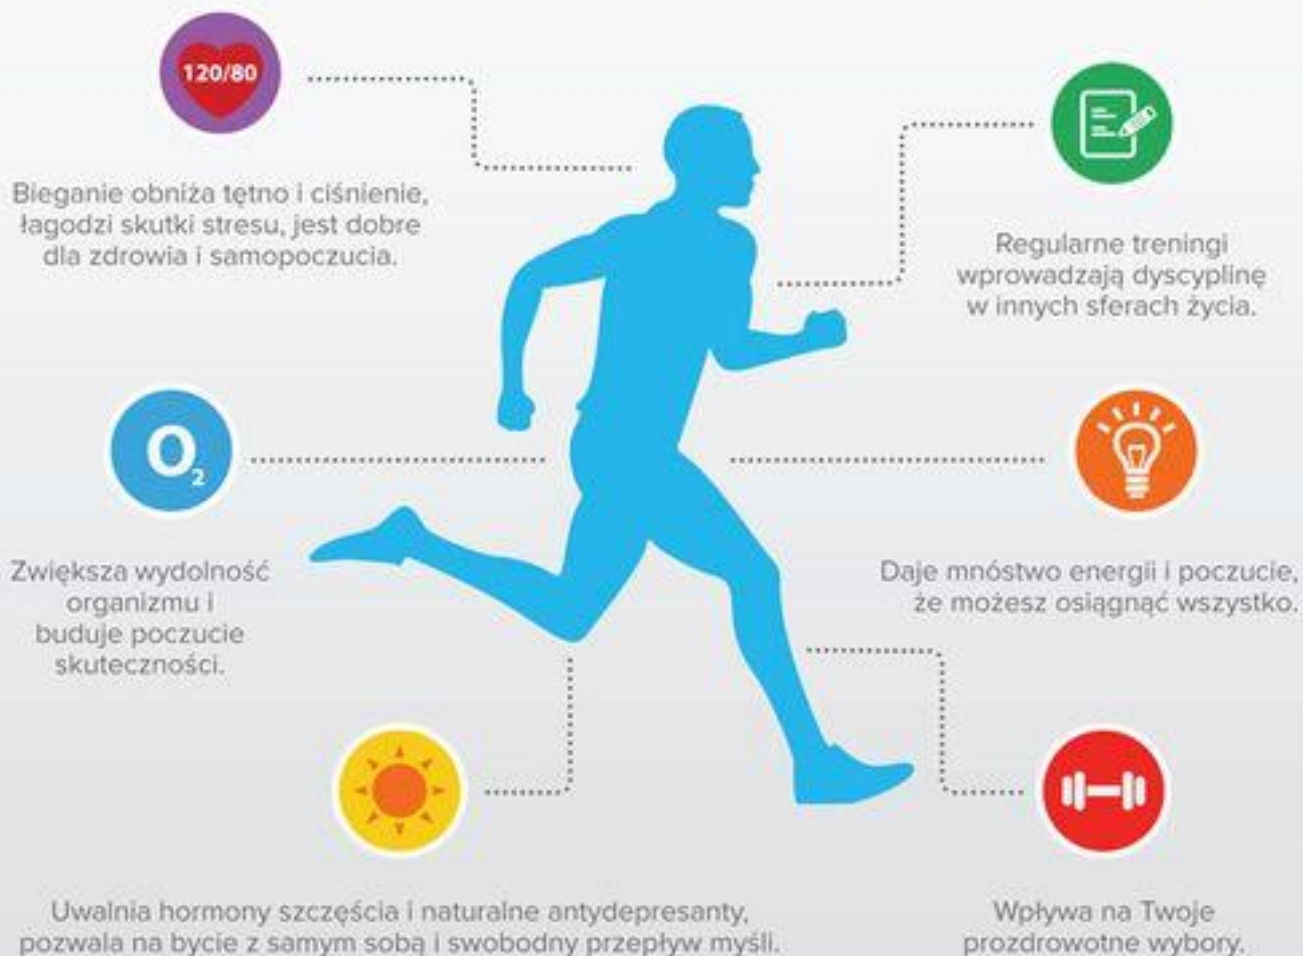 120/80
Bieganie obniża tętno i ciśnienie,
łagodzi skutki stresu, jest dobre
dla zdrowia i samopoczucia.
Regularne treningi
wprowadzają dyscyplinę
w innych sferach życia.
O2
Zwiększa wydolność
organizmu i
buduje poczucie
skuteczności.
Daje mnóstwo energii i poczucie,
że możesz osiągnąć wszystko.
Uwalnia hormony szczęścia i naturalne antydepresanty,
pozwala na bycie z samym sobą i swobodny przepływ myśli.
Wpływa na Twoje
prozdrowotne wybory.